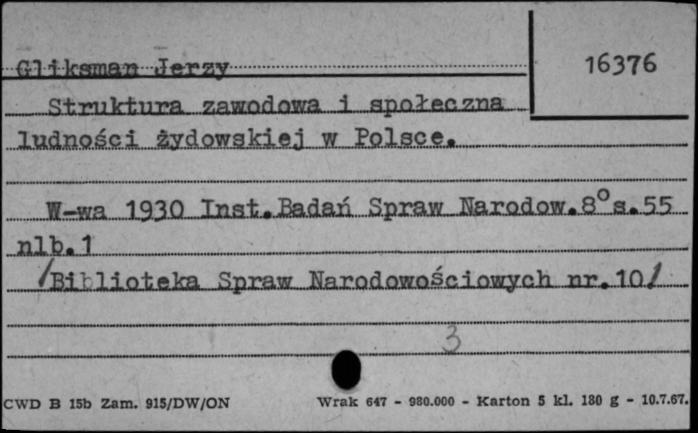 Gliksman Jerzy
16376
Struktura zawodowa i społeczna
ludności żydowskiej w Polsce.
W-wa 1930 Inst.Badań Spraw Narodow.8°s.55
nlb.1
/Biblioteka Spraw Narodowościowych nr.10/
3
CWD B 15b Zam. 915/DW/ON
Wrak 647 - 980.000 - Karton 5 kl. 180 g - 10.7.67.